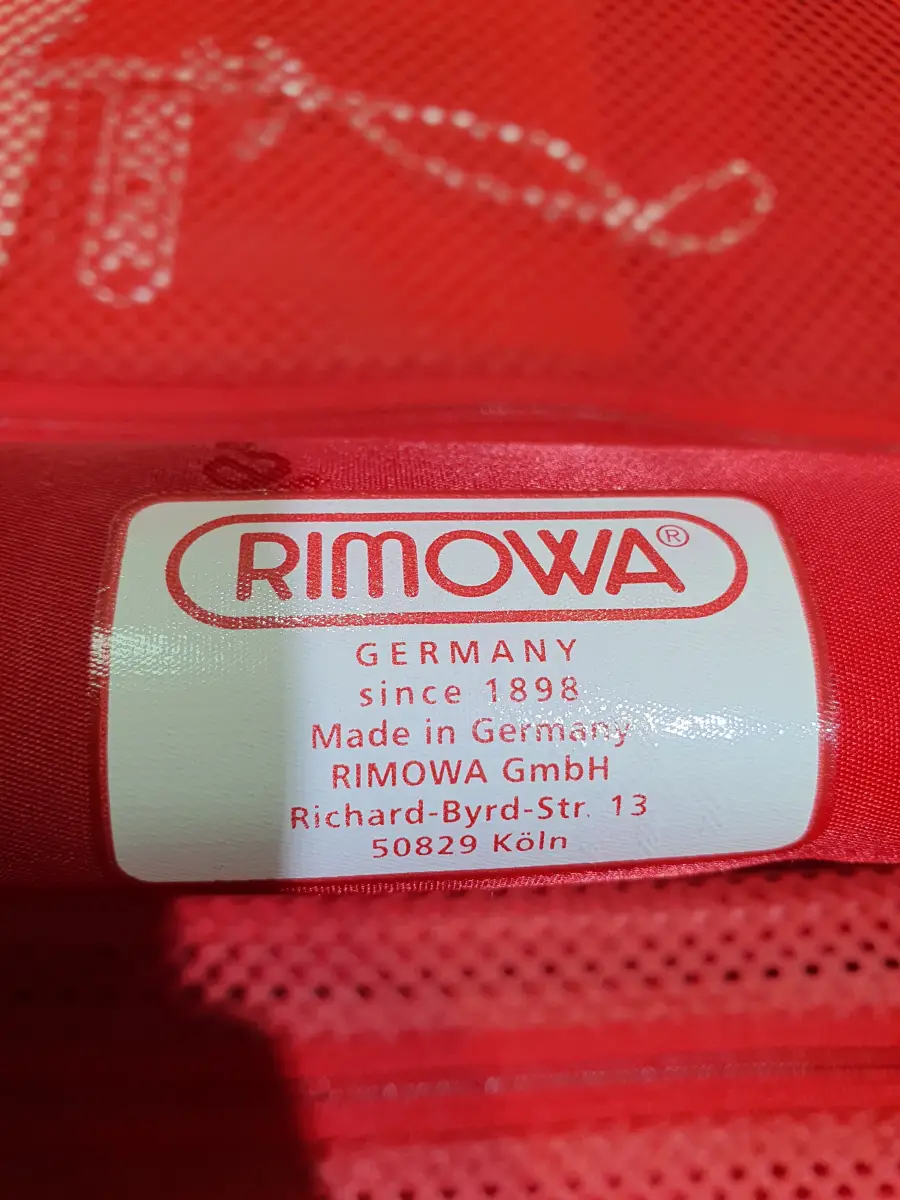 RIMOWA®
GERMANY
since 1898
Made in Germany
RIMOWA GmbH
Richard-Byrd-Str. 13
50829 Köln